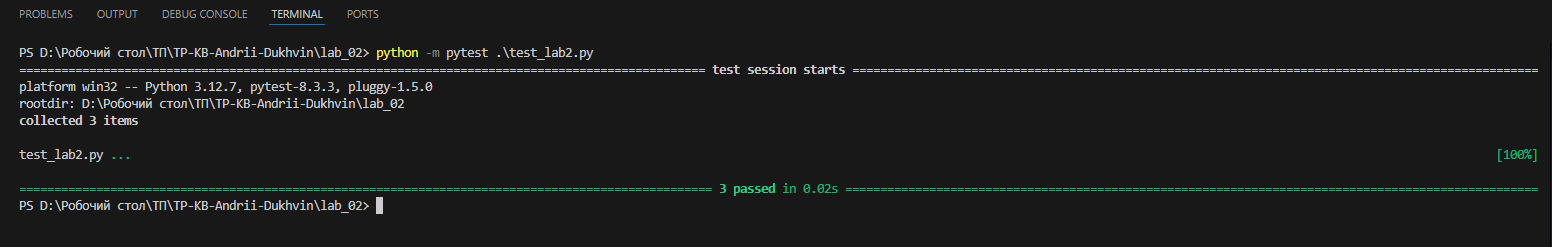 PROBLEMS OUTPUT DEBUG CONSOLE TERMINAL PORTS
PS D:\Робочий стол\ТП\TP-KB-Andrii-Dukhvin\lab_02> python -m pytest .\test_lab2.py
================================================================================================== test session starts ==================================================================================================
platform win32 -- Python 3.12.7, pytest-8.3.3, pluggy-1.5.0
rootdir: D:\Робочий стол\ТП\TP-KB-Andrii-Dukhvin\lab_02
collected 3 items
test_lab2.py ... [100%]
=================================================================================================== 3 passed in 0.02s ===================================================================================================
PS D:\Робочий стол\ТП\TP-KB-Andrii-Dukhvin\lab_02>